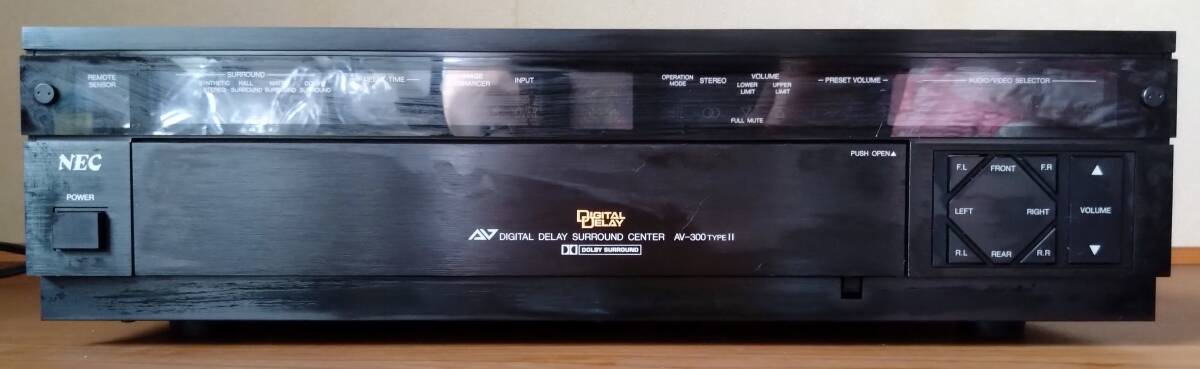 REMOTE
SENSOR
SURROUND
SYNTHETIC
STEREO
HALL
SURROUND
MATRIX
SURROUND
DOLBY
SURROUND
DELAY TIME
IMAGE
ENHANCER
INPUT
OPERATION
MODE
STEREO
VOLUME
LOWER
LIMIT
UPPER
LIMIT
FULL MUTE
PRESET VOLUME
AUDIO/VIDEO SELECTOR
NEC
POWER
PUSH OPEN▲
DIGITAL
DELAY
AV DIGITAL DELAY SURROUND CENTER AV-300 TYPE II
DOLBY SURROUND
F.L
FRONT
F.R
LEFT
RIGHT
R.L
REAR
R.R
▲
VOLUME
▼